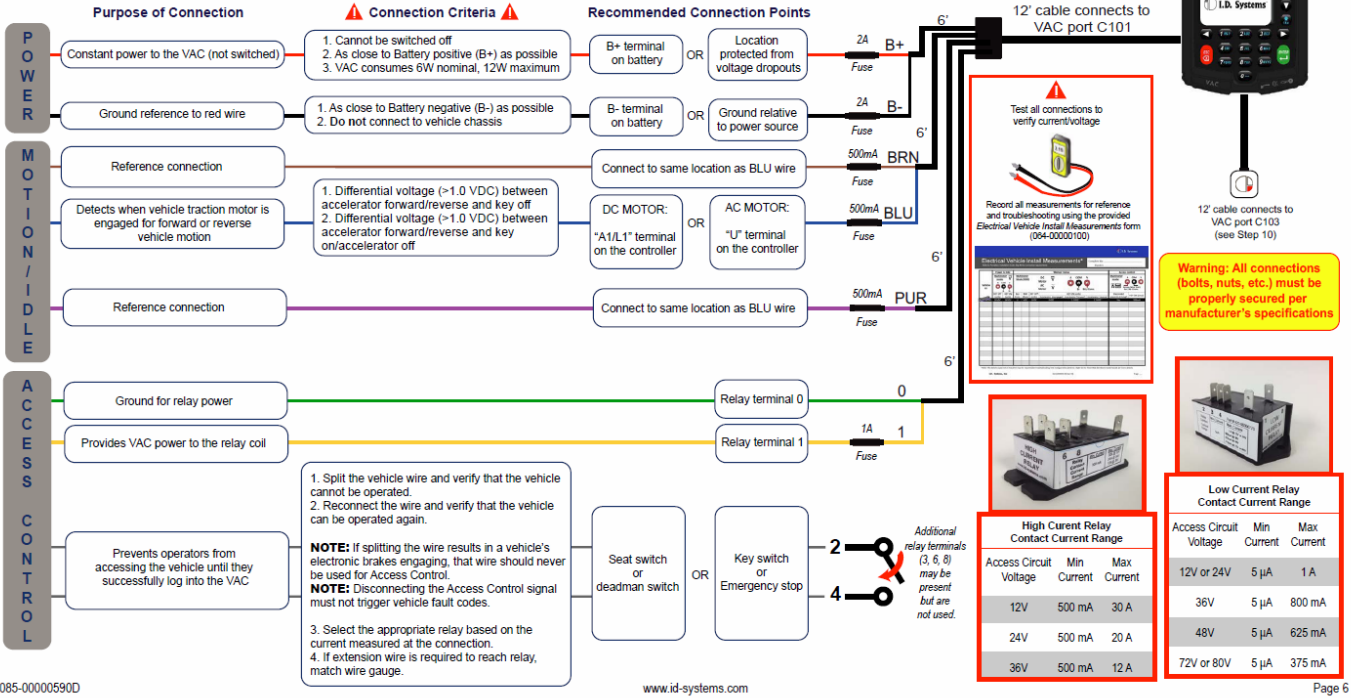 Purpose of Connection
Connection Criteria
Recommended Connection Points
12' cable connects to
VAC port C101
I.D. Systems
POWER
Constant power to the VAC (not switched)
1. Cannot be switched off
2. As close to Battery positive (B+) as possible
3. VAC consumes 6W nominal, 12W maximum
B+ terminal
on battery
OR
Location
protected from
voltage dropouts
2A
Fuse
B+
6'
Ground reference to red wire
1. As close to Battery negative (B-) as possible
2. Do not connect to vehicle chassis
B- terminal
on battery
OR
Ground relative
to power source
2A
Fuse
B-
6'
MOTION/IDLE
Reference connection
Connect to same location as BLU wire
500mA
Fuse
BRN
Detects when vehicle traction motor is
engaged for forward or reverse
vehicle motion
1. Differential voltage (>1.0 VDC) between
accelerator forward/reverse and key off
2. Differential voltage (>1.0 VDC) between
accelerator forward/reverse and key
on/accelerator off
DC MOTOR:
"A1/L1" terminal
on the controller
OR
AC MOTOR:
"U" terminal
on the controller
500mA
Fuse
BLU
6'
Reference connection
Connect to same location as BLU wire
500mA
Fuse
PUR
6'
Test all connections to
verify current/voltage
Record all measurements for reference
and troubleshooting using the provided
Electrical Vehicle Install Measurements form
(064-00000100)
Electrical Vehicle Install Measurements*
VAC
12' cable connects to
VAC port C103
(see Step 10)
Warning: All connections
(bolts, nuts, etc.) must be
properly secured per
manufacturer's specifications
ACCESS CONTROL
Ground for relay power
Relay terminal 0
0
Provides VAC power to the relay coil
Relay terminal 1
1A
Fuse
1
Prevents operators from
accessing the vehicle until they
successfully log into the VAC
1. Split the vehicle wire and verify that the vehicle
cannot be operated.
2. Reconnect the wire and verify that the vehicle
can be operated again.
NOTE: If splitting the wire results in a vehicle's
electronic brakes engaging, that wire should never
be used for Access Control.
NOTE: Disconnecting the Access Control signal
must not trigger vehicle fault codes.
3. Select the appropriate relay based on the
current measured at the connection.
4. If extension wire is required to reach relay,
match wire gauge.
Seat switch
or
deadman switch
OR
Key switch
or
Emergency stop
2
4
Additional
relay terminals
(3, 6, 8)
may be
present
but are
not used.
HIGH
CURRENT
RELAY
6 8
High Curent Relay
Contact Current Range
Access Circuit Voltage Min Current Max Current
12V 500 mA 30 A
24V 500 mA 20 A
36V 500 mA 12 A
Low Current Relay
Contact Current Range
Access Circuit Voltage Min Current Max Current
12V or 24V 5 µA 1 A
36V 5 µA 800 mA
48V 5 µA 625 mA
72V or 80V 5 µA 375 mA
085-00000590D
www.id-systems.com
Page 6